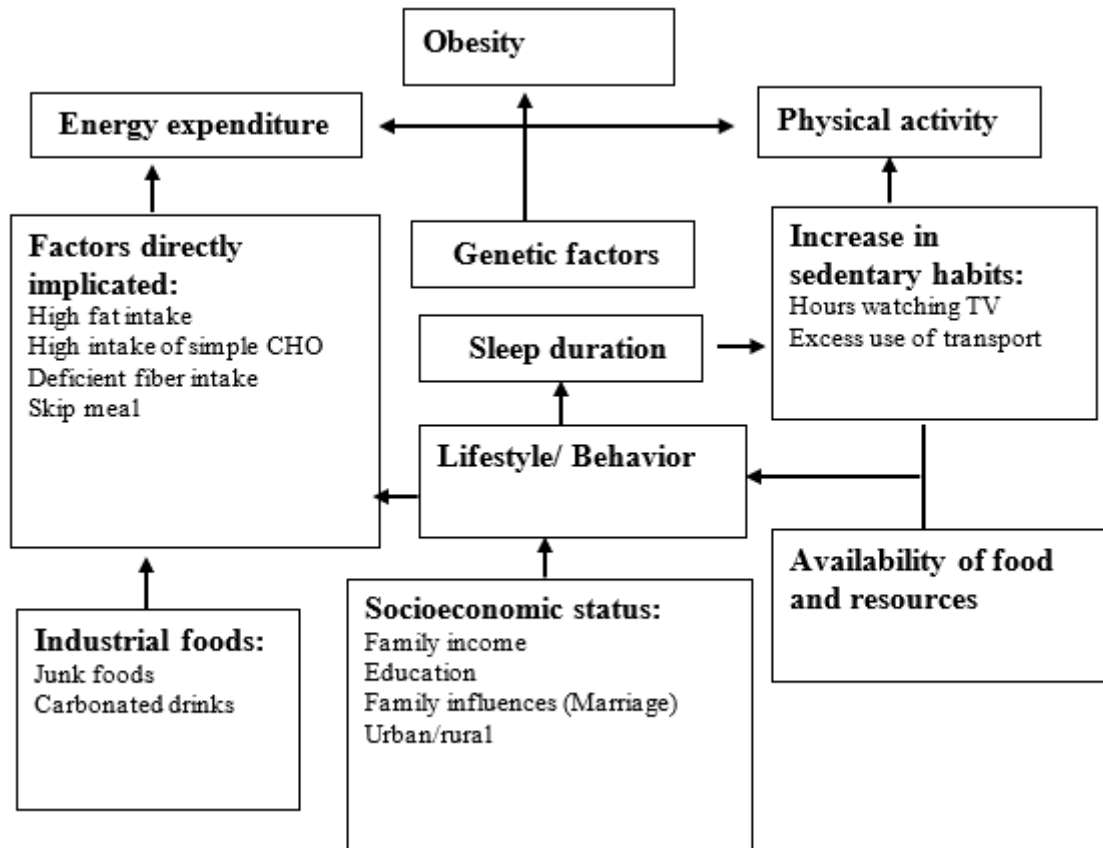 Obesity
Energy expenditure
Physical activity
Factors directly
implicated:
High fat intake
High intake of simple CHO
Deficient fiber intake
Skip meal
Genetic factors
Increase in
sedentary habits:
Hours watching TV
Excess use of transport
Sleep duration
Lifestyle/ Behavior
Availability of food
and resources
Industrial foods:
Junk foods
Carbonated drinks
Socioeconomic status:
Family income
Education
Family influences (Marriage)
Urban/rural